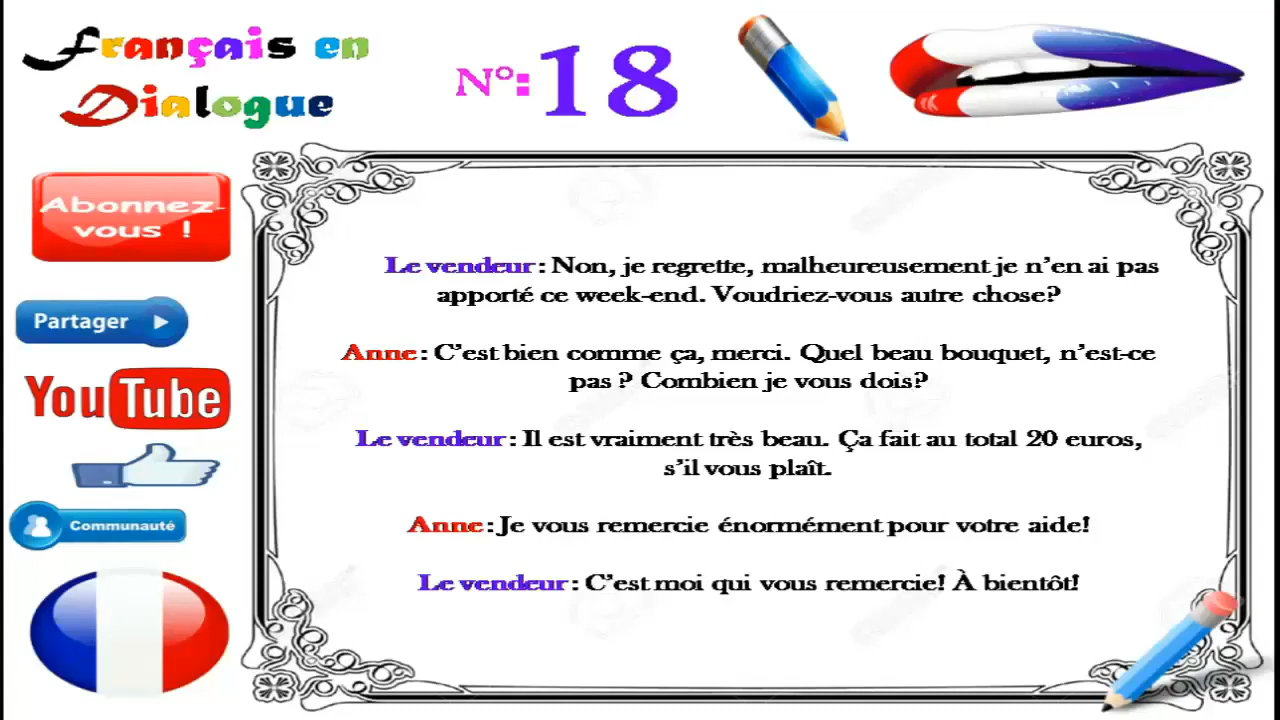 Français en
Dialogue
N°:18
Abonnez-
vous !
Partager
YouTube
Communauté
Le vendeur : Non, je regrette, malheureusement je n’en ai pas
apporté ce week-end. Voudriez-vous autre chose?
Anne : C’est bien comme ça, merci. Quel beau bouquet, n’est-ce
pas ? Combien je vous dois?
Le vendeur : Il est vraiment très beau. Ça fait au total 20 euros,
s’il vous plaît.
Anne : Je vous remercie énormément pour votre aide!
Le vendeur : C’est moi qui vous remercie! À bientôt!